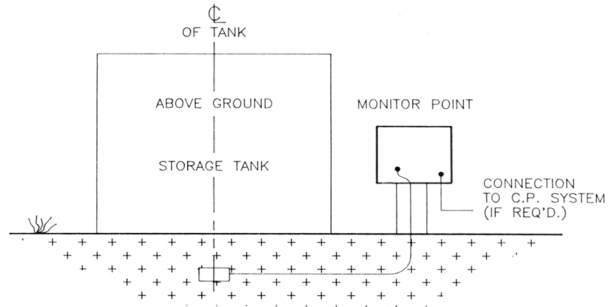 ℄
OF TANK
ABOVE GROUND
STORAGE TANK
MONITOR POINT
CONNECTION
TO C.P. SYSTEM
(IF REQ'D.)